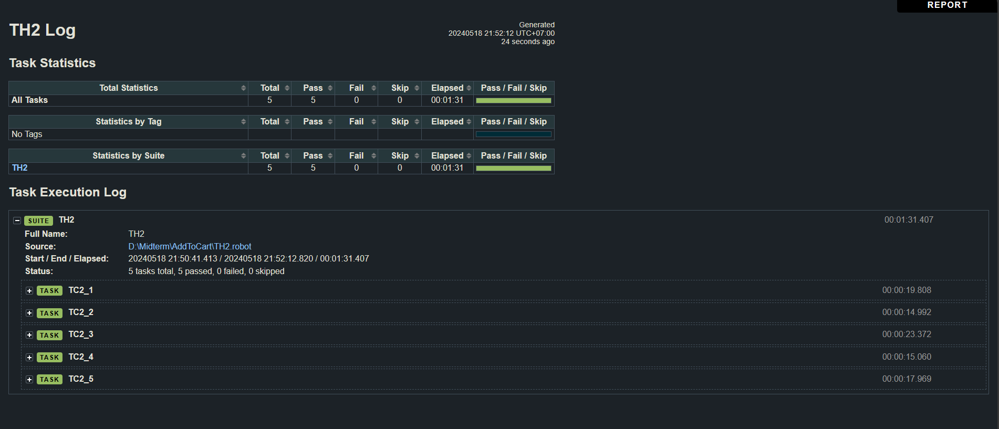 REPORT
TH2 Log
Generated
20240518 21:52:12 UTC+07:00
24 seconds ago
Task Statistics
Total Statistics Total Pass Fail Skip Elapsed Pass / Fail / Skip
All Tasks 5 5 0 0 00:01:31
Statistics by Tag Total Pass Fail Skip Elapsed Pass / Fail / Skip
No Tags
Statistics by Suite Total Pass Fail Skip Elapsed Pass / Fail / Skip
TH2 5 5 0 0 00:01:31
Task Execution Log
SUITE TH2 00:01:31.407
Full Name: TH2
Source: D:\Midterm\AddToCart\TH2.robot
Start / End / Elapsed: 20240518 21:50:41.413 / 20240518 21:52:12.820 / 00:01:31.407
Status: 5 tasks total, 5 passed, 0 failed, 0 skipped
TASK TC2_1 00:00:19.808
TASK TC2_2 00:00:14.992
TASK TC2_3 00:00:23.372
TASK TC2_4 00:00:15.060
TASK TC2_5 00:00:17.969